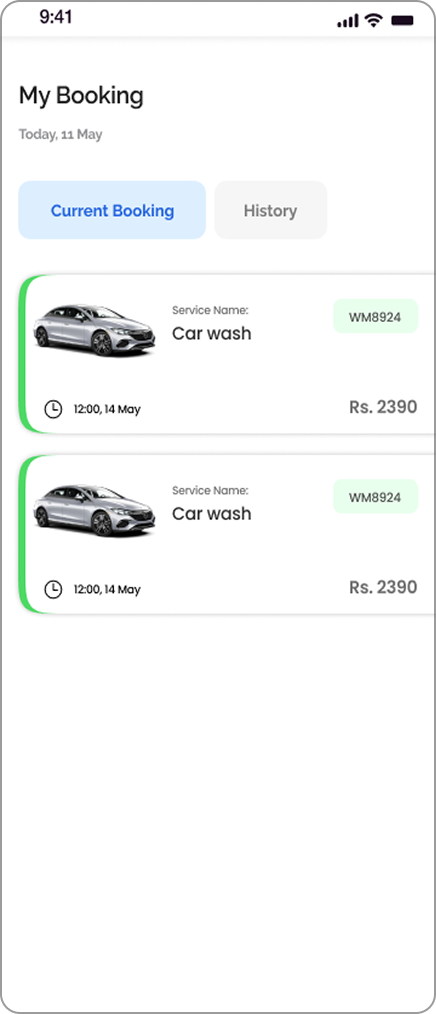 9:41
My Booking
Today, 11 May
Current Booking
History
Service Name:
WM8924
Car wash
12:00, 14 May
Rs. 2390
Service Name:
WM8924
Car wash
12:00, 14 May
Rs. 2390